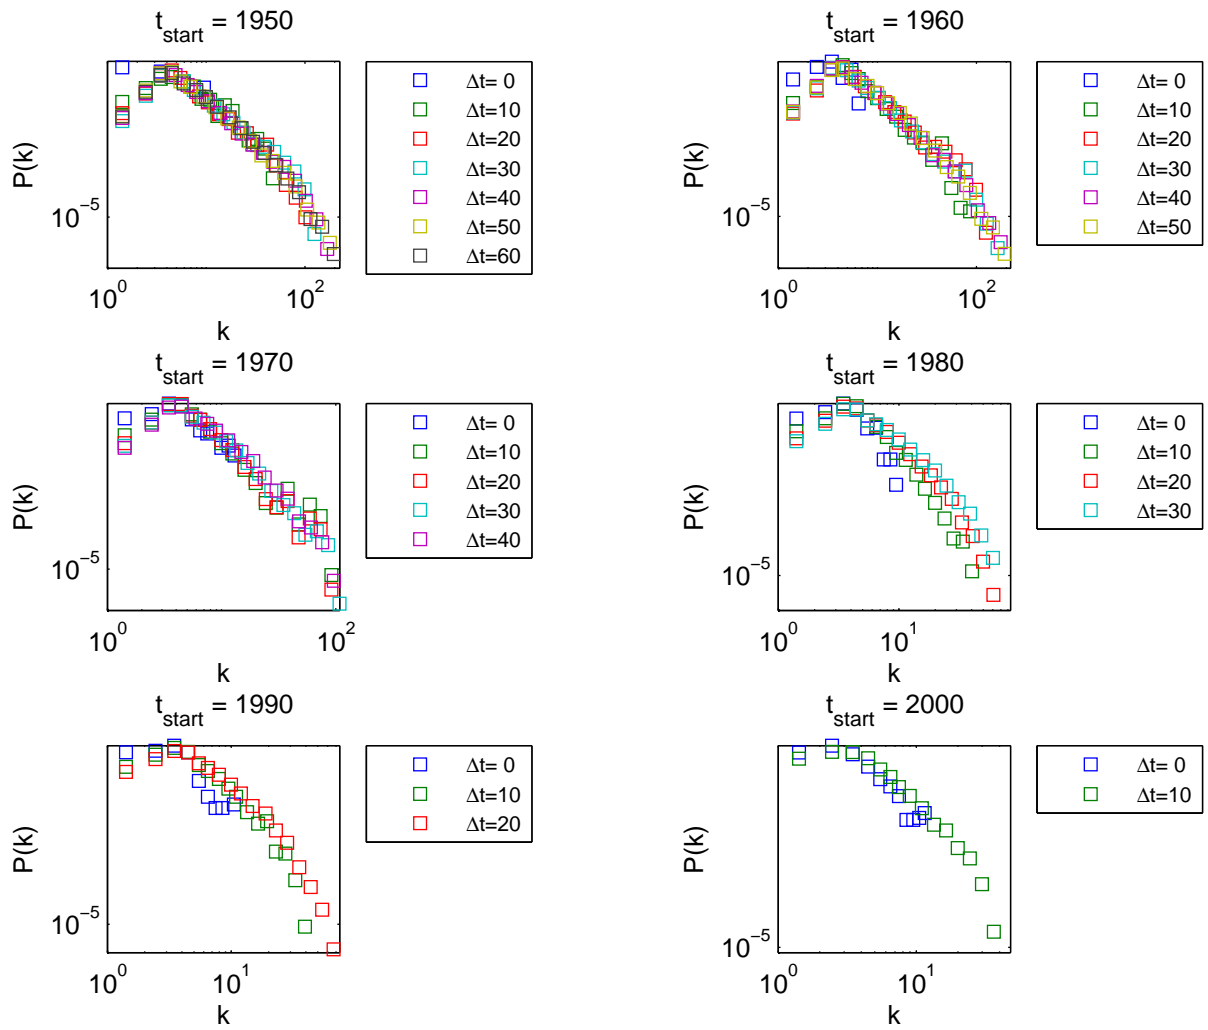 t_start = 1950
P(k)
10^−5
10^0
10^2
k
Δt= 0
Δt=10
Δt=20
Δt=30
Δt=40
Δt=50
Δt=60
t_start = 1960
P(k)
10^−5
10^0
10^2
k
Δt= 0
Δt=10
Δt=20
Δt=30
Δt=40
Δt=50
t_start = 1970
P(k)
10^−5
10^0
10^2
k
Δt= 0
Δt=10
Δt=20
Δt=30
Δt=40
t_start = 1980
P(k)
10^−5
10^0
10^1
k
Δt= 0
Δt=10
Δt=20
Δt=30
t_start = 1990
P(k)
10^−5
10^0
10^1
k
Δt= 0
Δt=10
Δt=20
t_start = 2000
P(k)
10^−5
10^0
10^1
k
Δt= 0
Δt=10